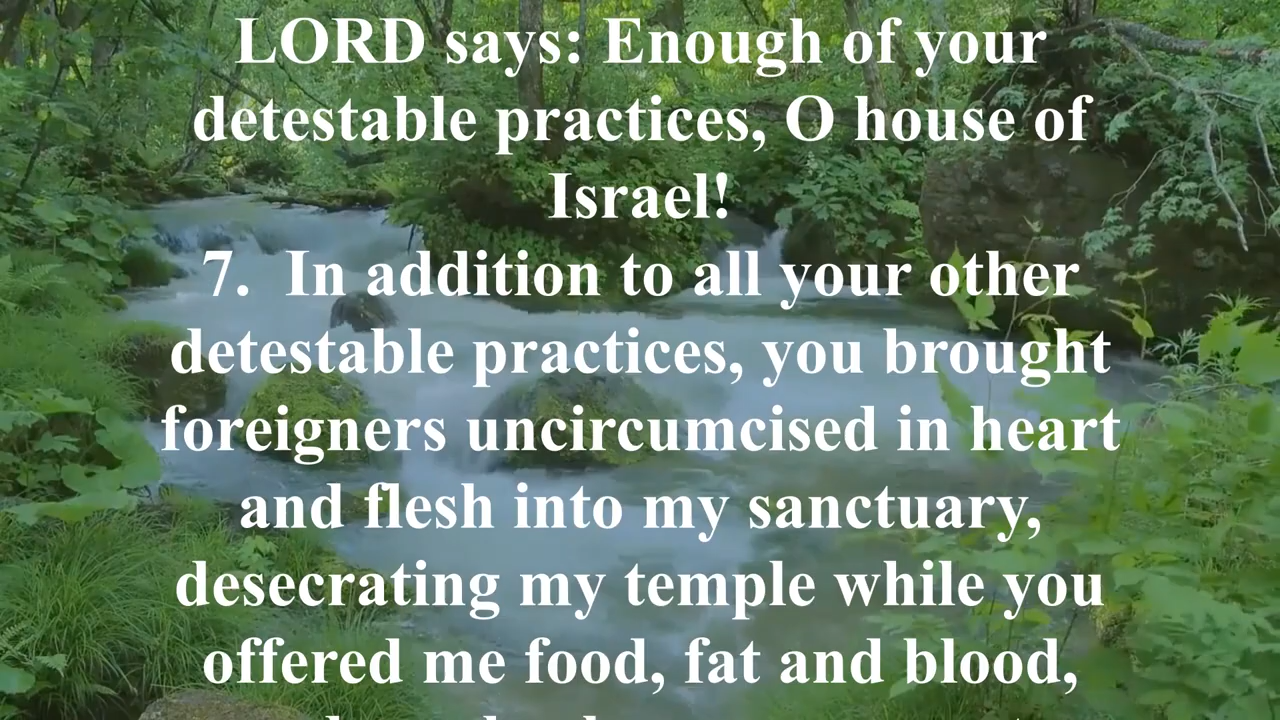 LORD says: Enough of your
detestable practices, O house of
Israel!
7.  In addition to all your other
detestable practices, you brought
foreigners uncircumcised in heart
and flesh into my sanctuary,
desecrating my temple while you
offered me food, fat and blood,